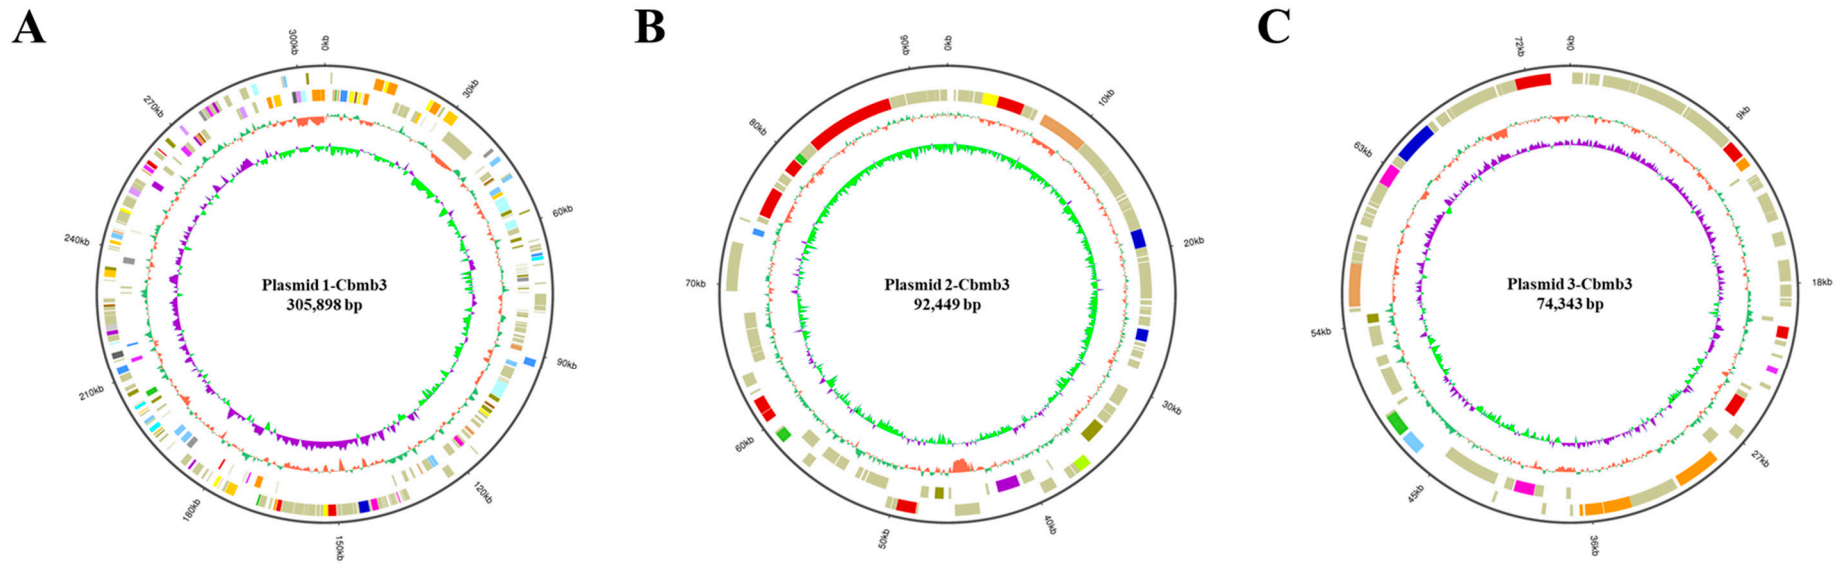 A
300kb
0kb
30kb
60kb
90kb
120kb
150kb
180kb
210kb
240kb
270kb
Plasmid 1-Cbmb3
305,898 bp
B
90kb
0kb
10kb
20kb
30kb
40kb
50kb
60kb
70kb
80kb
Plasmid 2-Cbmb3
92,449 bp
C
72kb
0kb
9kb
18kb
27kb
36kb
45kb
54kb
63kb
Plasmid 3-Cbmb3
74,343 bp